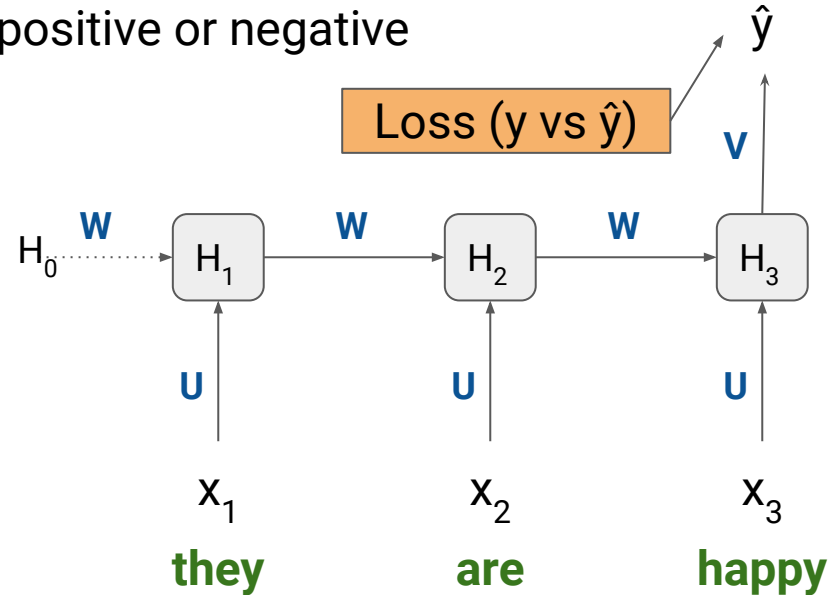 positive or negative
ŷ
Loss (y vs ŷ)
V
W W W
H₀ H₁ H₂ H₃
U U U
x₁ x₂ x₃
they are happy